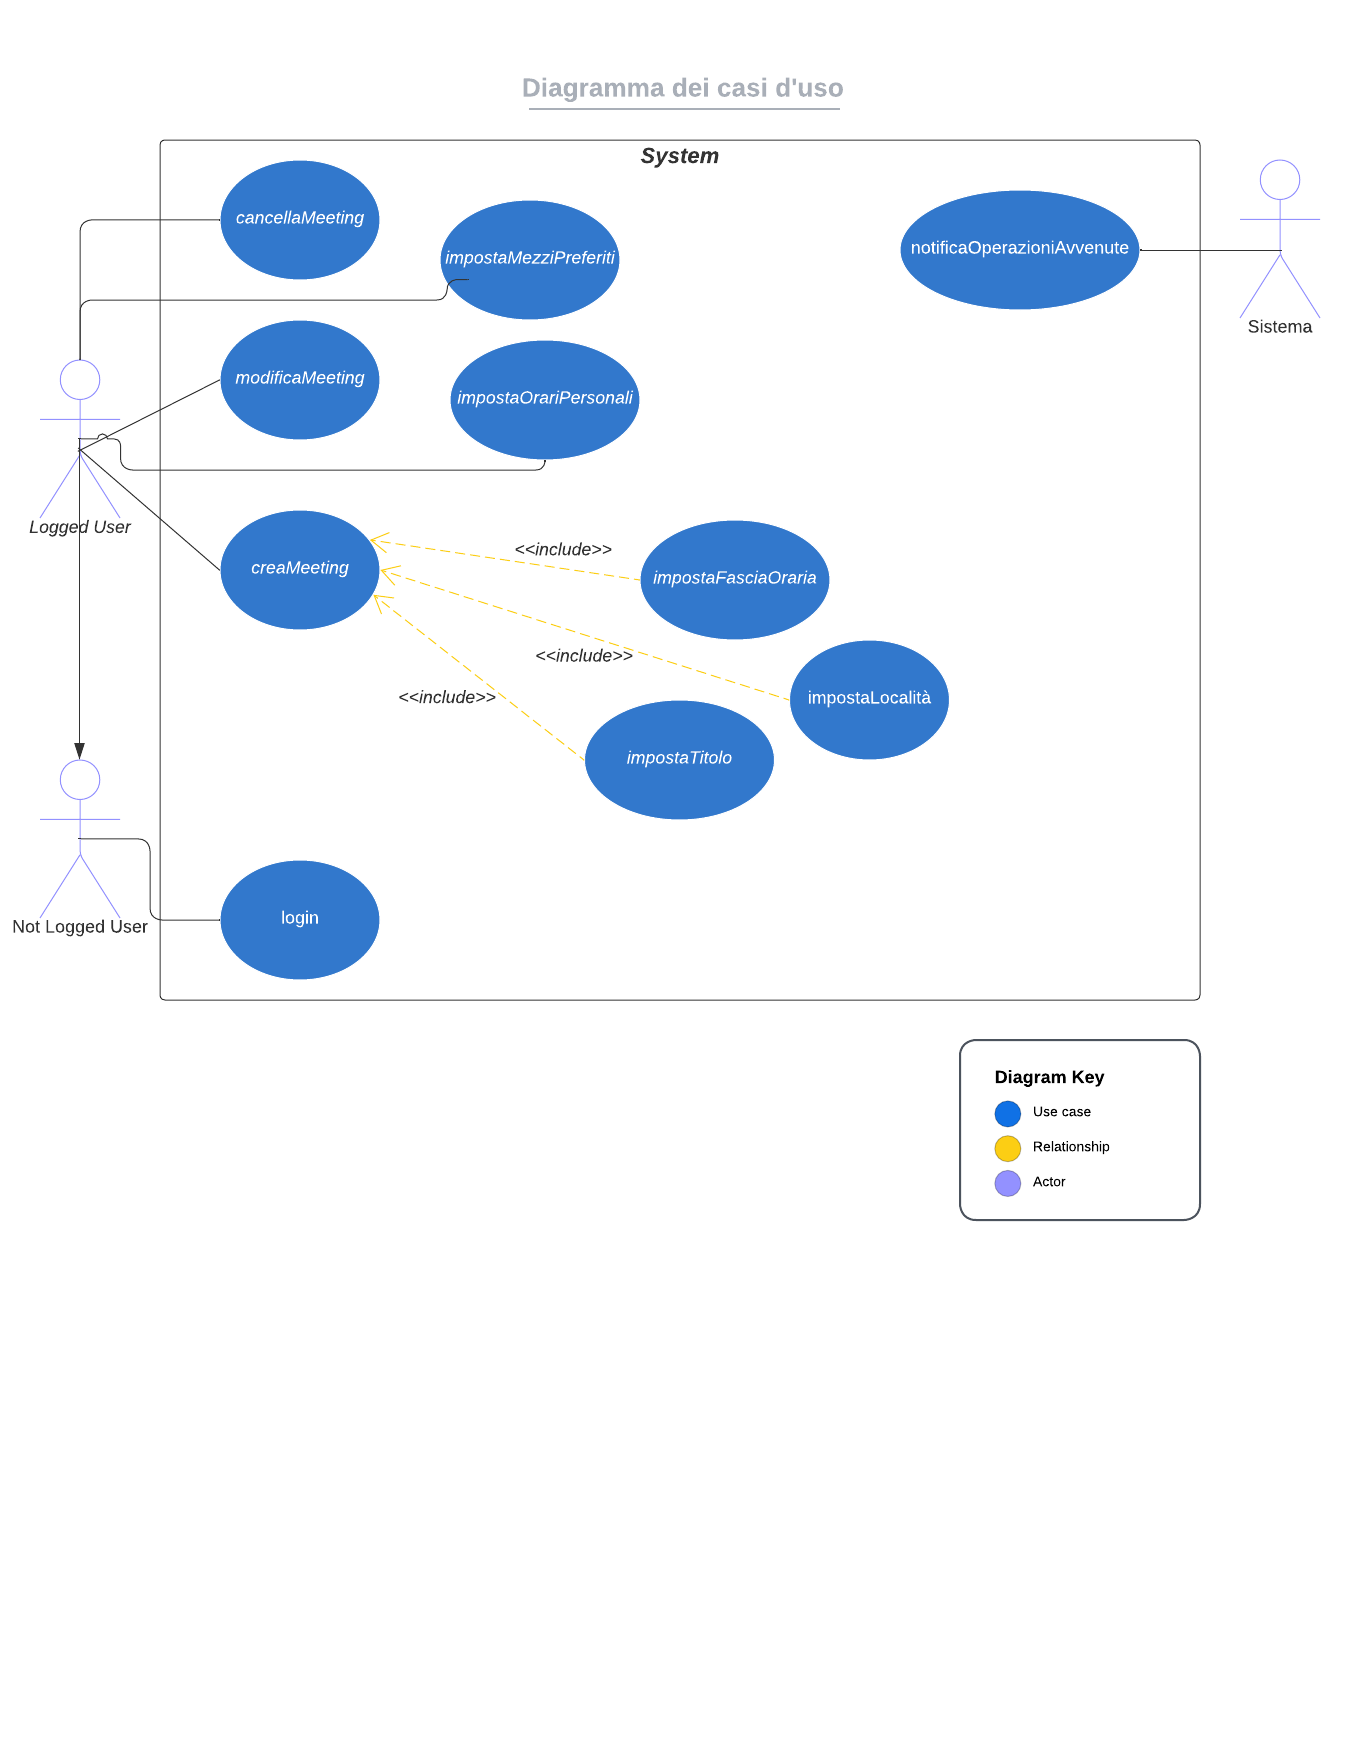 Diagramma dei casi d'uso
System
cancellaMeeting
impostaMezziPreferiti
notificaOperazioniAvvenute
Sistema
modificaMeeting
impostaOrariPersonali
Logged User
creaMeeting
<<include>>
impostaFasciaOraria
<<include>>
impostaLocalità
<<include>>
impostaTitolo
login
Not Logged User
Diagram Key
Use case
Relationship
Actor